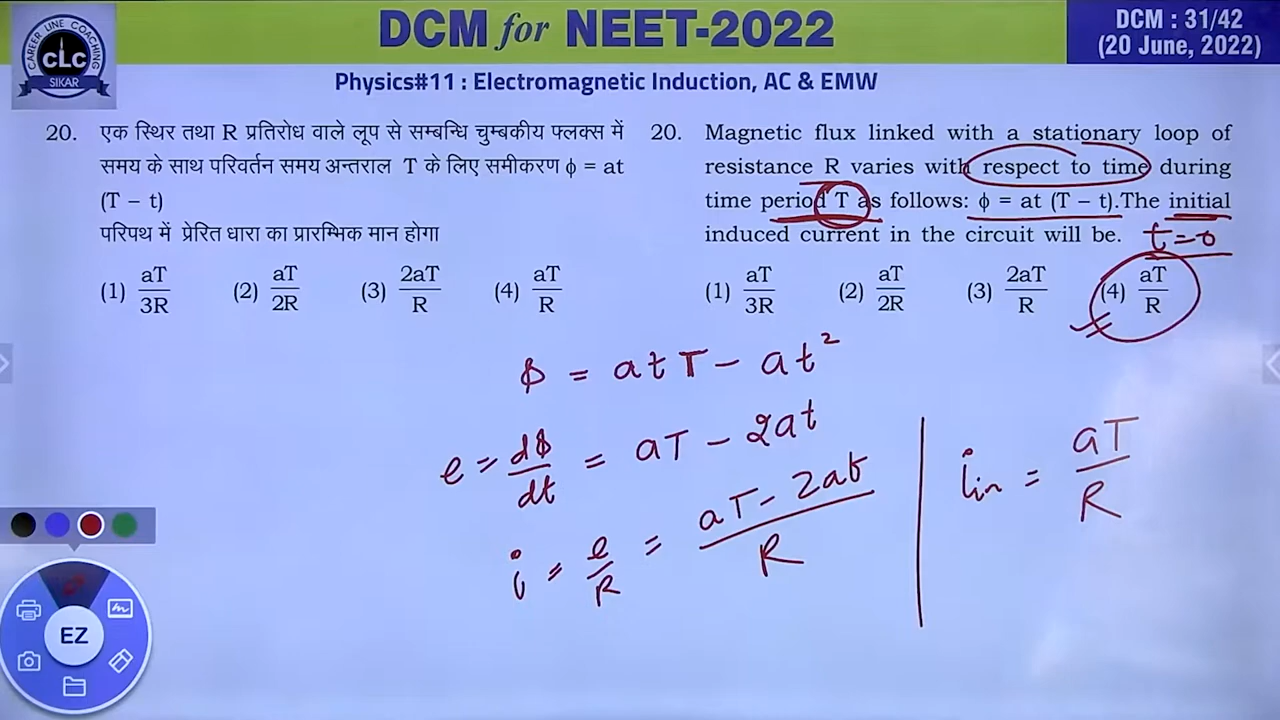 DCM for NEET-2022
DCM : 31/42
(20 June, 2022)
CAREER LINE COACHING
CLC
SIKAR
Physics#11 : Electromagnetic Induction, AC & EMW
20. एक स्थिर तथा R प्रतिरोध वाले लूप से सम्बन्धि चुम्बकीय फ्लक्स में
समय के साथ परिवर्तन समय अन्तराल T के लिए समीकरण ϕ = at
(T – t)
परिपथ में प्रेरित धारा का प्रारम्भिक मान होगा
(1) aT/3R (2) aT/2R (3) 2aT/R (4) aT/R
20. Magnetic flux linked with a stationary loop of
resistance R varies with respect to time during
time period T as follows: ϕ = at (T – t).The initial
induced current in the circuit will be. t=0
(1) aT/3R (2) aT/2R (3) 2aT/R (4) aT/R
ϕ = atT – at²
e = dϕ/dt = aT – 2at
i = e/R = aT – 2at/R
iin = aT/R
EZ